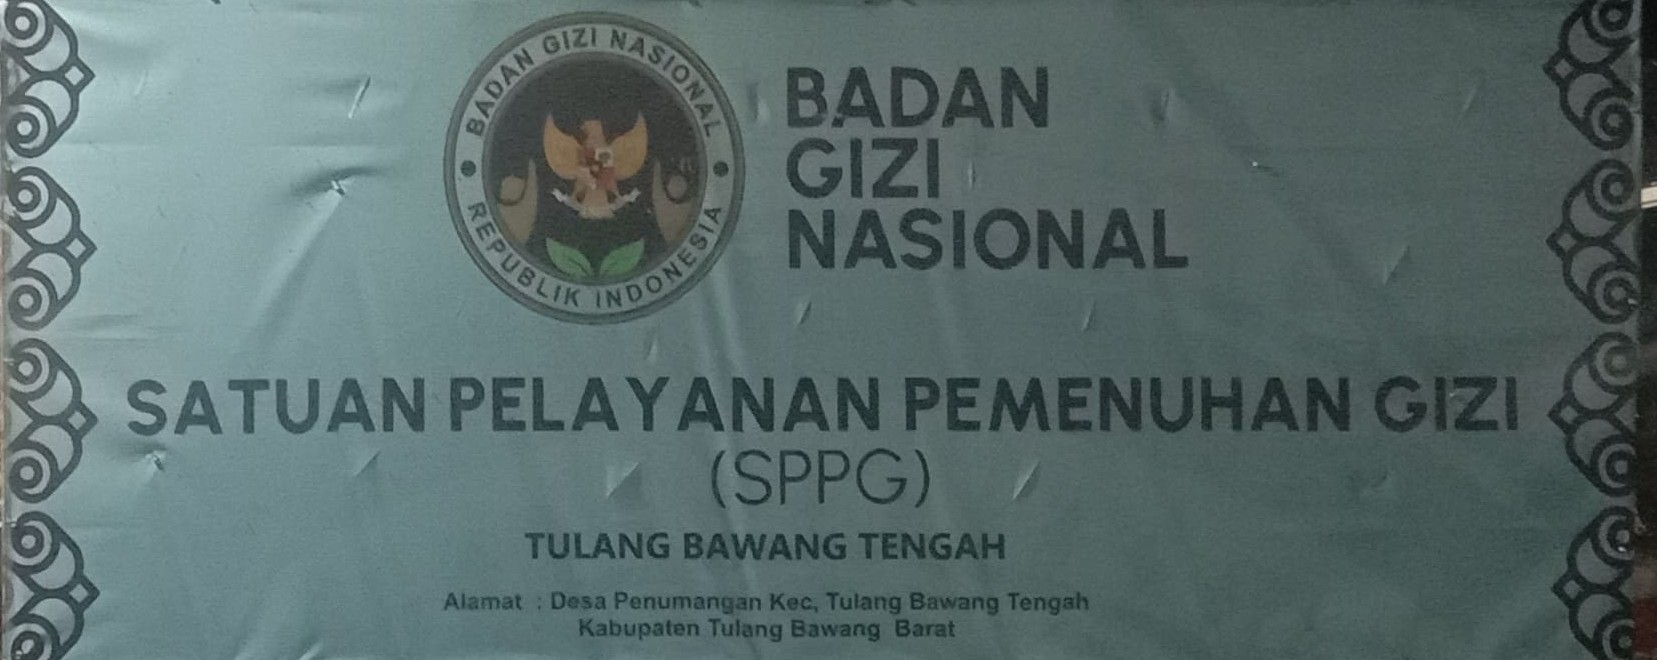 BADAN GIZI NASIONAL
REPUBLIK INDONESIA
BADAN
GIZI
NASIONAL
SATUAN PELAYANAN PEMENUHAN GIZI
(SPPG)
TULANG BAWANG TENGAH
Alamat : Desa Penumangan Kec, Tulang Bawang Tengah
Kabupaten Tulang Bawang Barat